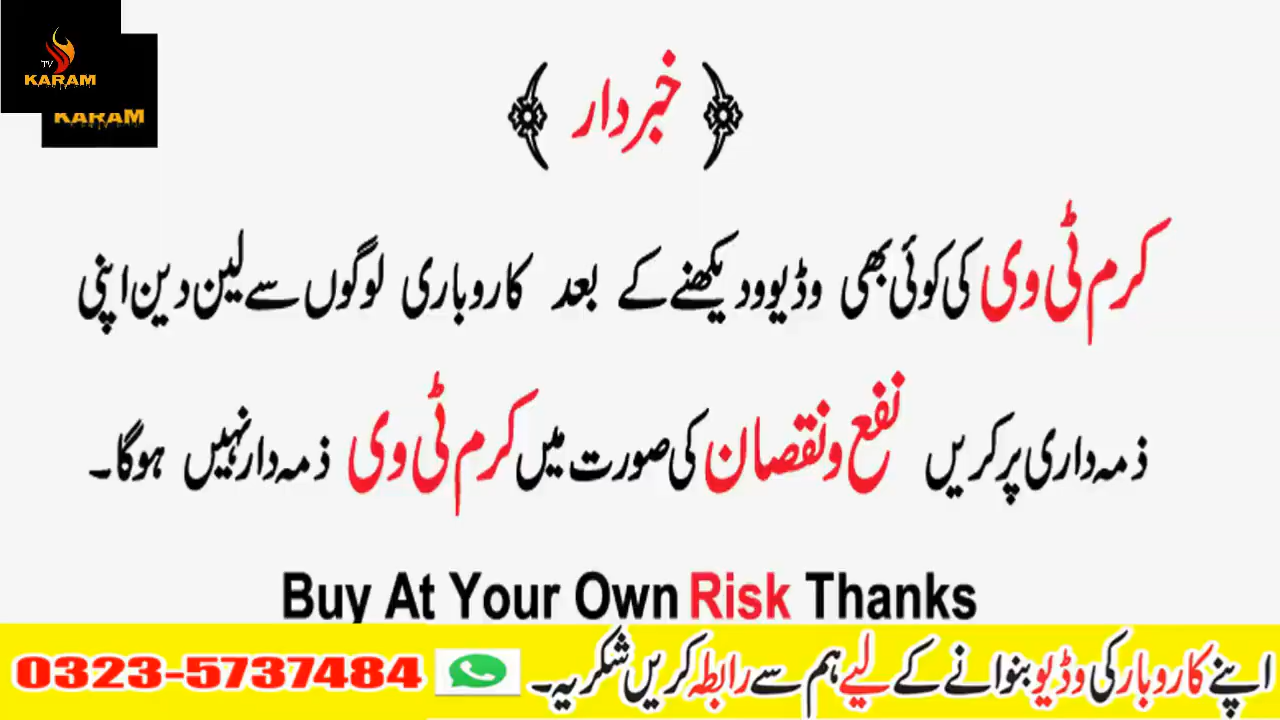 TV
KARAM
KARAM
﴿ خبردار ﴾
کرم ٹی وی کی کوئی بھی وڈیو دیکھنے کے بعد کاروباری لوگوں سے لین دین اپنی
ذمہ داری پر کریں نفع و نقصان کی صورت میں کرم ٹی وی ذمہ دار نہیں ہوگا۔
Buy At Your Own Risk Thanks
اپنے کاروبار کی وڈیو بنوانے کے لیے ہم سے رابطہ کریں شکریہ۔
0323-5737484